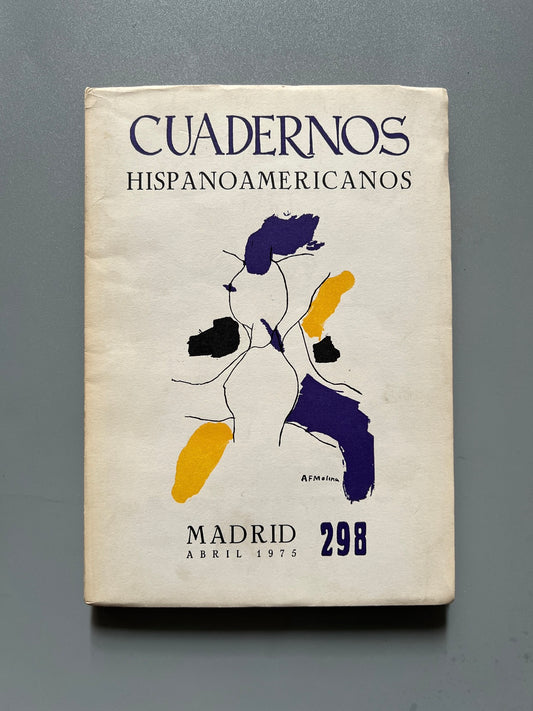 CUADERNOS
HISPANOAMERICANOS
AFMolina
MADRID 298
ABRIL 1975